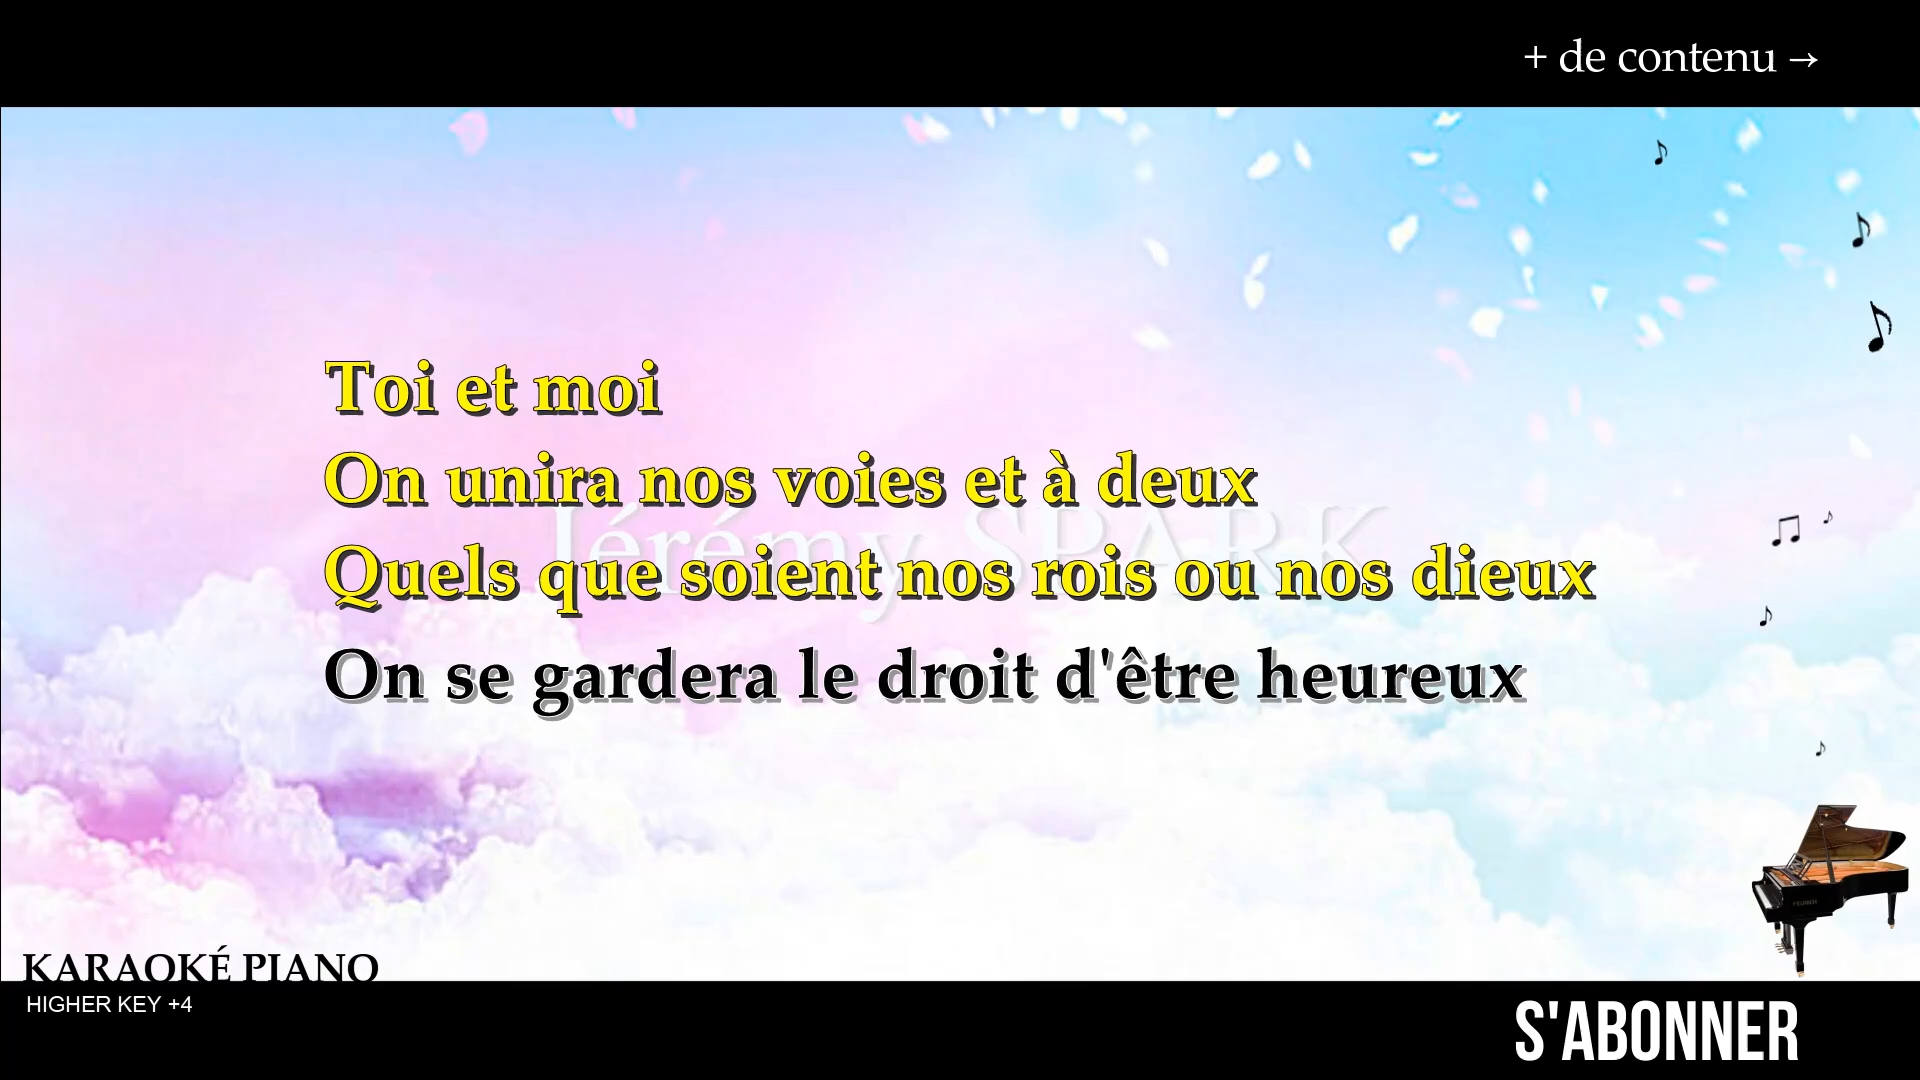 + de contenu →
Toi et moi
On unira nos voies et à deux
Jérémy SPARK
Quels que soient nos rois ou nos dieux
On se gardera le droit d'être heureux
KARAOKÉ PIANO
HIGHER KEY +4
S'ABONNER